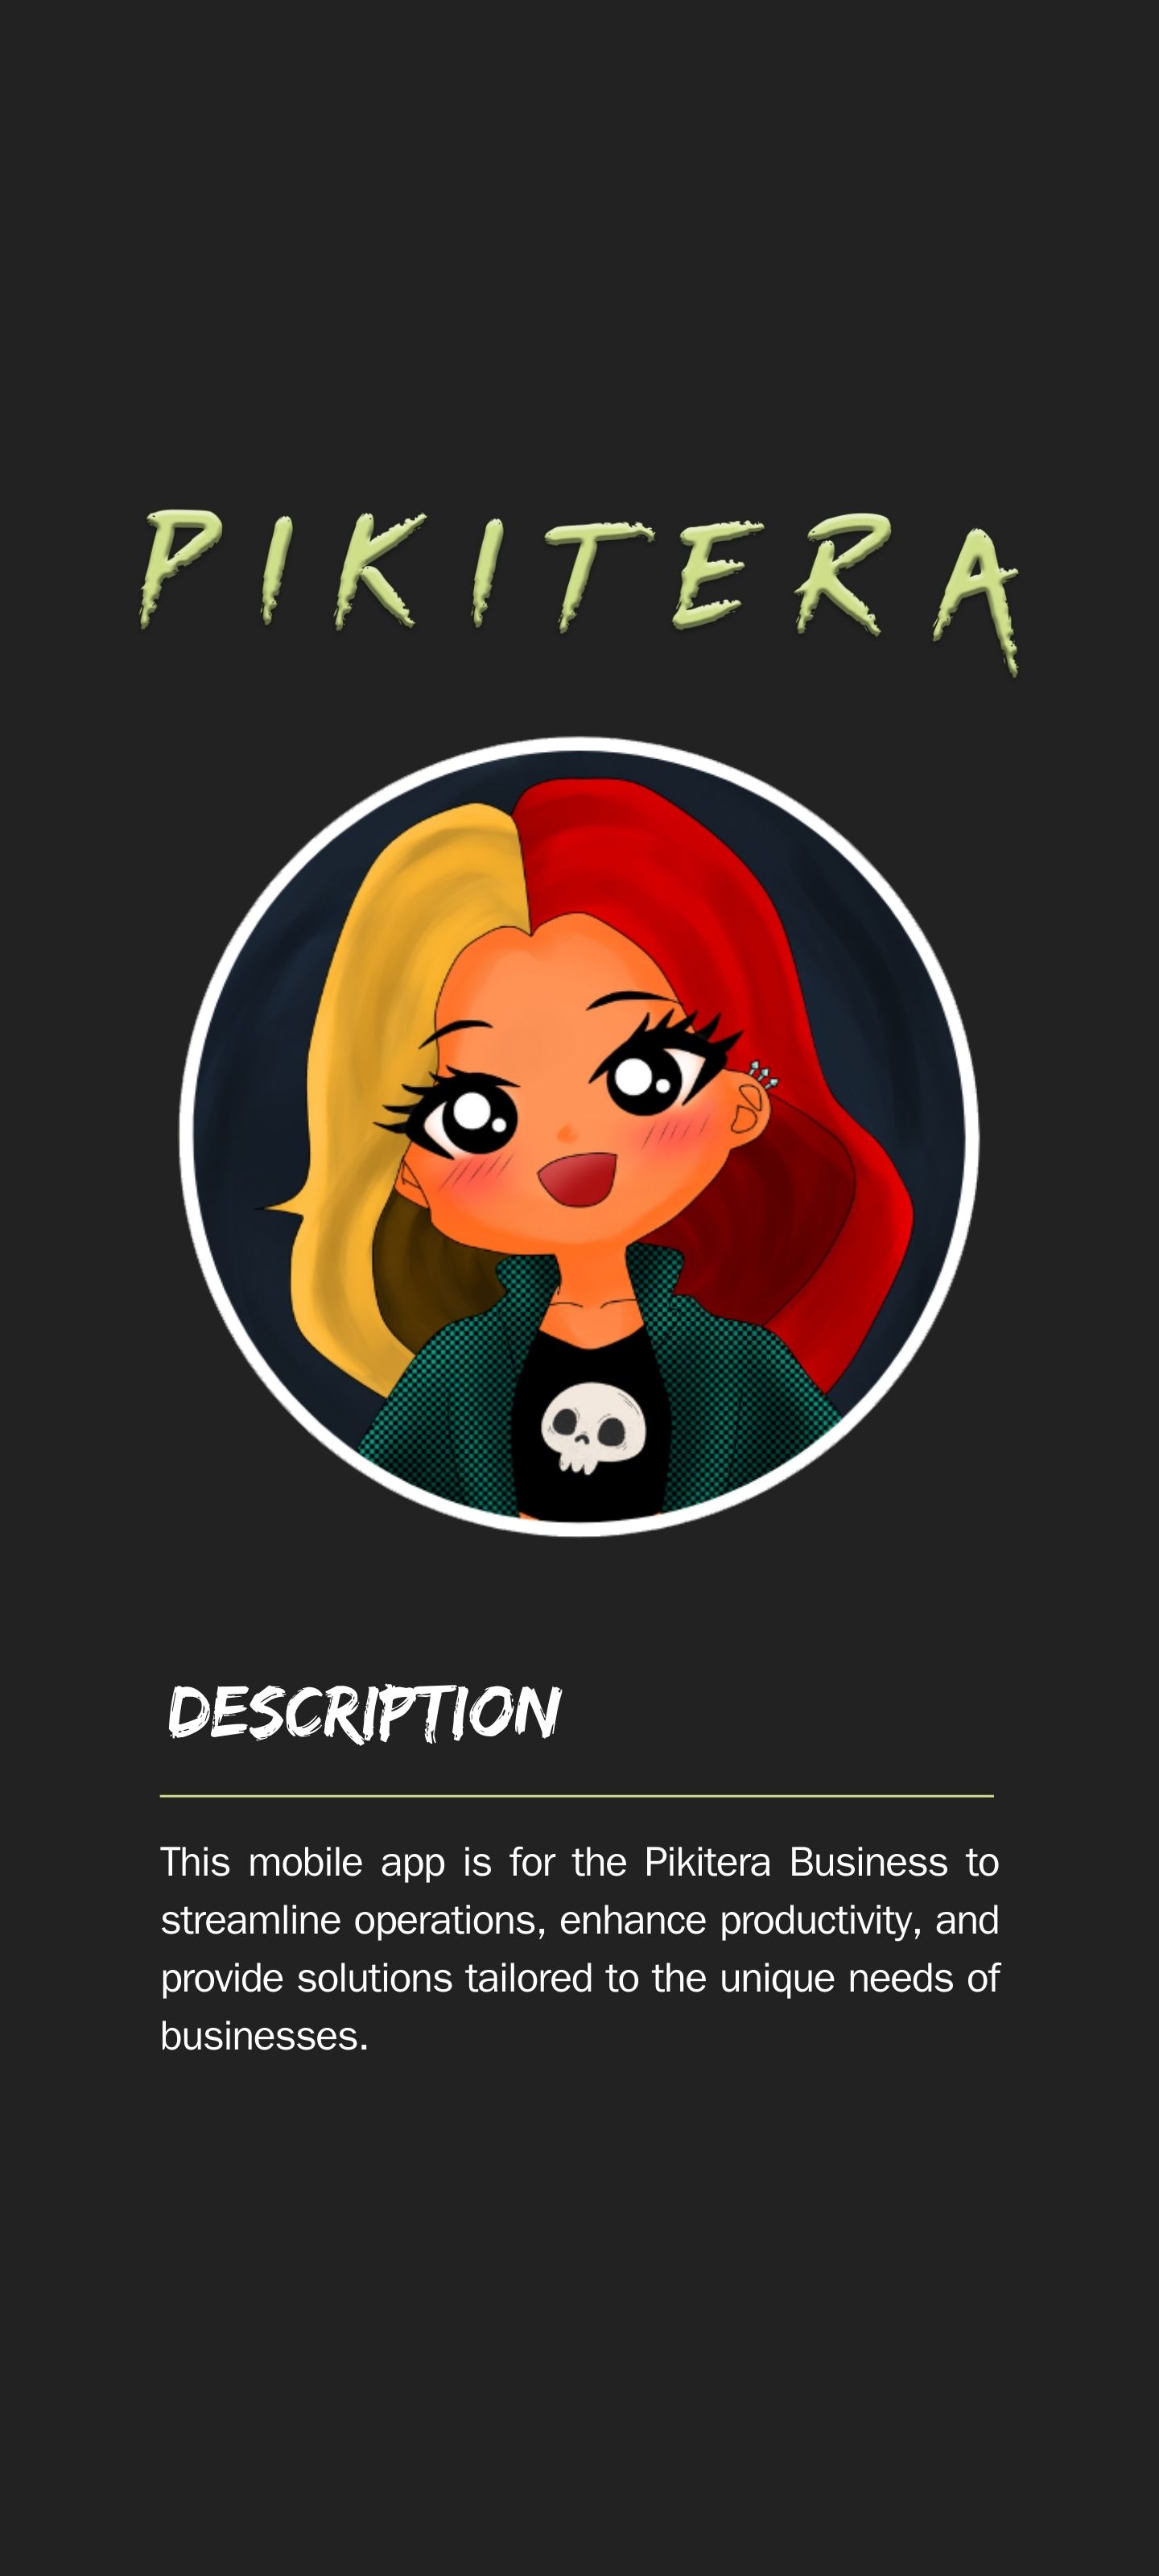 PIKITERA
DESCRIPTION
This mobile app is for the Pikitera Business to
streamline operations, enhance productivity, and
provide solutions tailored to the unique needs of
businesses.